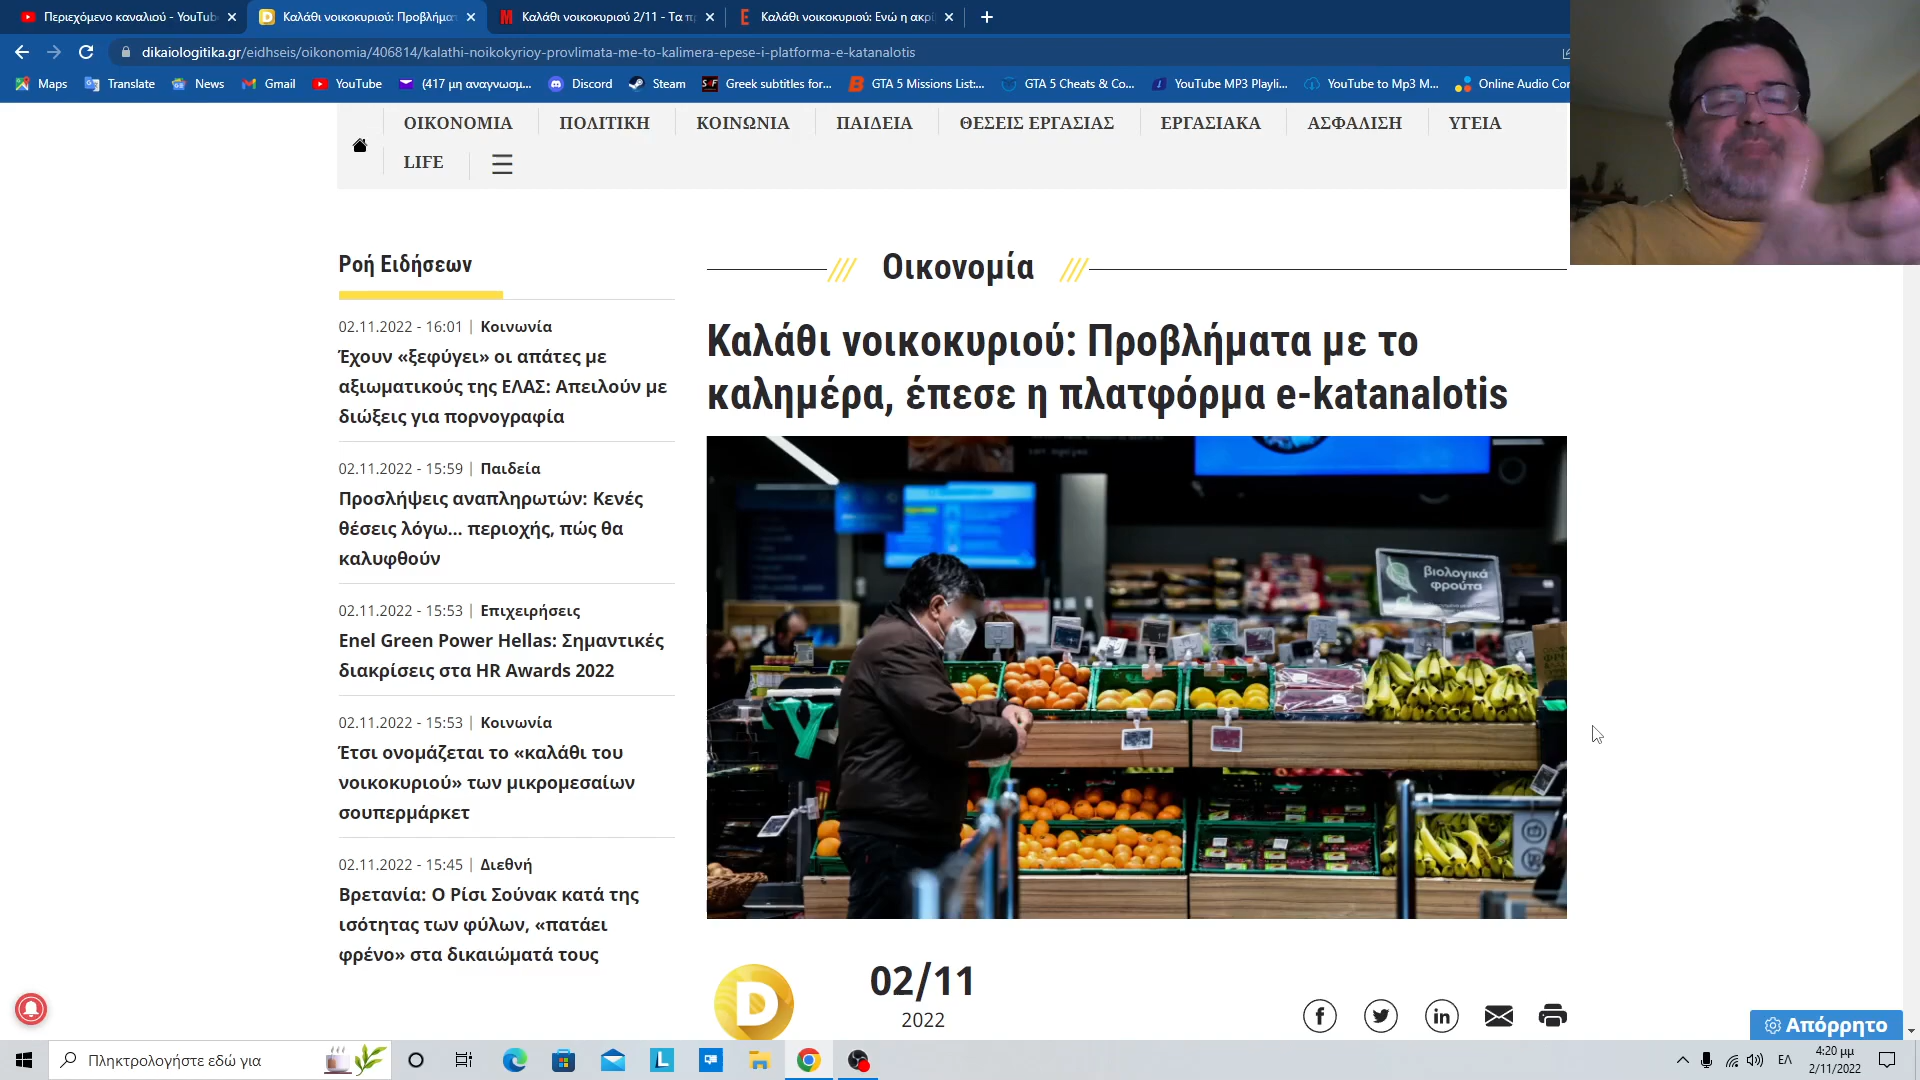 Περιεχόμενο καναλιού - YouTub
Καλάθι νοικοκυριού: Προβλήμα
Καλάθι νοικοκυριού 2/11 - Τα π
Καλάθι νοικοκυριού: Ενώ η ακρ
dikaiologitika.gr/eidhseis/oikonomia/406814/kalathi-noikokyrioy-provlimata-me-to-kalimera-epese-i-platforma-e-katanalotis
Maps
Translate
News
Gmail
YouTube
(417 μη αναγνωσμ...
Discord
Steam
Greek subtitles for...
GTA 5 Missions List:...
GTA 5 Cheats & Co...
YouTube MP3 Playli...
YouTube to Mp3 M...
Online Audio Cor
ΟΙΚΟΝΟΜΙΑ
ΠΟΛΙΤΙΚΗ
ΚΟΙΝΩΝΙΑ
ΠΑΙΔΕΙΑ
ΘΕΣΕΙΣ ΕΡΓΑΣΙΑΣ
ΕΡΓΑΣΙΑΚΑ
ΑΣΦΑΛΙΣΗ
ΥΓΕΙΑ
LIFE
Ροή Ειδήσεων
02.11.2022 - 16:01 | Κοινωνία
Έχουν «ξεφύγει» οι απάτες με
αξιωματικούς της ΕΛΑΣ: Απειλούν με
διώξεις για πορνογραφία
02.11.2022 - 15:59 | Παιδεία
Προσλήψεις αναπληρωτών: Κενές
θέσεις λόγω... περιοχής, πώς θα
καλυφθούν
02.11.2022 - 15:53 | Επιχειρήσεις
Enel Green Power Hellas: Σημαντικές
διακρίσεις στα HR Awards 2022
02.11.2022 - 15:53 | Κοινωνία
Έτσι ονομάζεται το «καλάθι του
νοικοκυριού» των μικρομεσαίων
σουπερμάρκετ
02.11.2022 - 15:45 | Διεθνή
Βρετανία: Ο Ρίσι Σούνακ κατά της
ισότητας των φύλων, «πατάει
φρένο» στα δικαιώματά τους
Οικονομία
Καλάθι νοικοκυριού: Προβλήματα με το
καλημέρα, έπεσε η πλατφόρμα e-katanalotis
βιολογικά
φρούτα
D
02/11
2022
Απόρρητο
Πληκτρολογήστε εδώ για
ΕΛ
4:20 μμ
2/11/2022